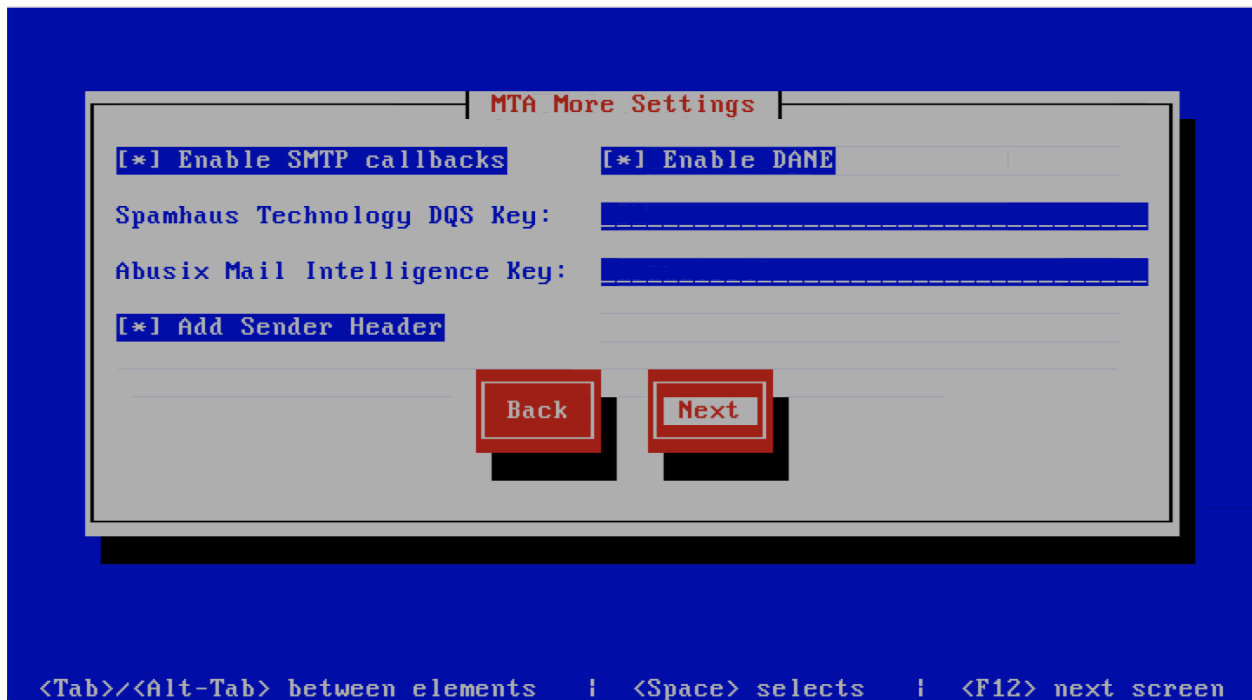 MTA More Settings
[*] Enable SMTP callbacks [*] Enable DANE
Spamhaus Technology DQS Key:
Abusix Mail Intelligence Key:
[*] Add Sender Header
Back Next
<Tab>/<Alt-Tab> between elements | <Space> selects | <F12> next screen